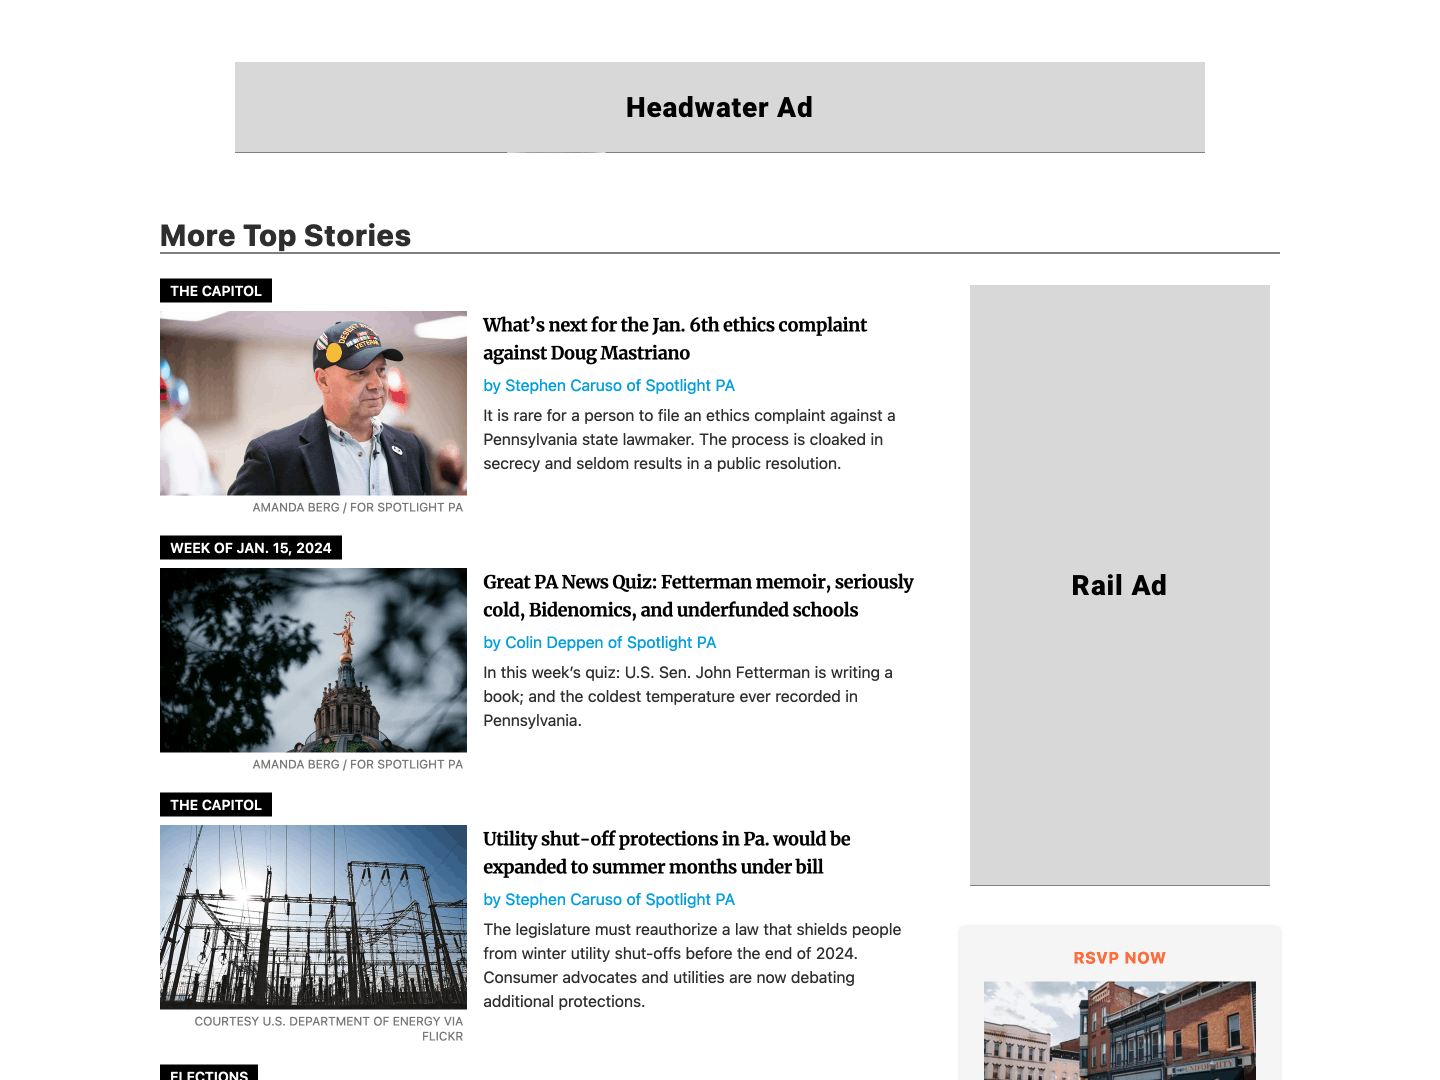 Headwater Ad
More Top Stories
THE CAPITOL
What’s next for the Jan. 6th ethics complaint
against Doug Mastriano
by Stephen Caruso of Spotlight PA
It is rare for a person to file an ethics complaint against a
Pennsylvania state lawmaker. The process is cloaked in
secrecy and seldom results in a public resolution.
AMANDA BERG / FOR SPOTLIGHT PA
WEEK OF JAN. 15, 2024
Great PA News Quiz: Fetterman memoir, seriously
cold, Bidenomics, and underfunded schools
by Colin Deppen of Spotlight PA
In this week’s quiz: U.S. Sen. John Fetterman is writing a
book; and the coldest temperature ever recorded in
Pennsylvania.
AMANDA BERG / FOR SPOTLIGHT PA
THE CAPITOL
Utility shut-off protections in Pa. would be
expanded to summer months under bill
by Stephen Caruso of Spotlight PA
The legislature must reauthorize a law that shields people
from winter utility shut-offs before the end of 2024.
Consumer advocates and utilities are now debating
additional protections.
COURTESY U.S. DEPARTMENT OF ENERGY VIA
FLICKR
ELECTIONS
Rail Ad
RSVP NOW